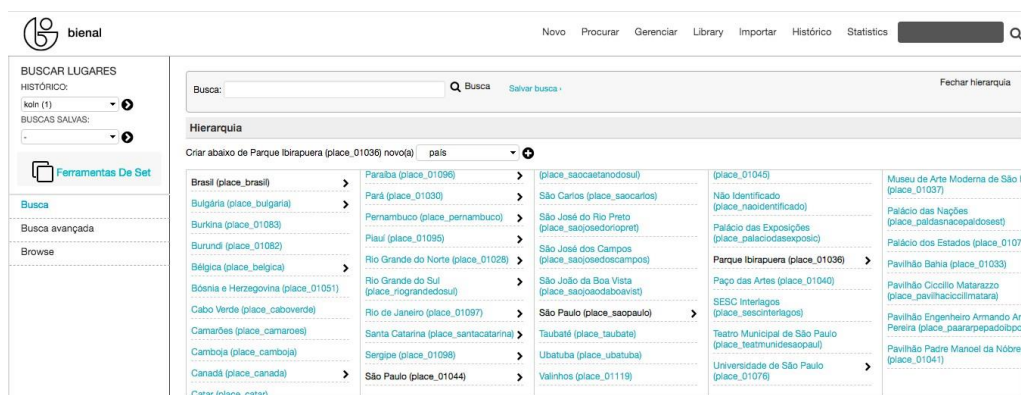 bienal
Novo Procurar Gerenciar Library Importar Histórico Statistics
BUSCAR LUGARES
HISTÓRICO:
koln (1)
BUSCAS SALVAS:
-
Ferramentas De Set
Busca
Busca avançada
Browse
Busca:
Busca
Salvar busca ›
Fechar hierarquia
Hierarquia
Criar abaixo de Parque Ibirapuera (place_01036) novo(a) país
Brasil (place_brasil)
Bulgária (place_bulgaria)
Burkina (place_01083)
Burundi (place_01082)
Bélgica (place_belgica)
Bósnia e Herzegovina (place_01051)
Cabo Verde (place_caboverde)
Camarões (place_camaroes)
Camboja (place_camboja)
Canadá (place_canada)
Catar (place_catar)
Paraíba (place_01096)
Pará (place_01030)
Pernambuco (place_pernambuco)
Piauí (place_01095)
Rio Grande do Norte (place_01028)
Rio Grande do Sul
(place_riograndedosul)
Rio de Janeiro (place_01097)
Santa Catarina (place_santacatarina)
Sergipe (place_01098)
São Paulo (place_01044)
(place_saocaetanodosul)
São Carlos (place_saocarlos)
São José do Rio Preto
(place_saojosedoriopret)
São José dos Campos
(place_saojosedoscampos)
São João da Boa Vista
(place_saojoaodaboavist)
São Paulo (place_saopaulo)
Taubaté (place_taubate)
Ubatuba (place_ubatuba)
Valinhos (place_01119)
(place_01045)
Não Identificado
(place_naoidentificado)
Palácio das Exposições
(place_palaciodasexposic)
Parque Ibirapuera (place_01036)
Paço das Artes (place_01040)
SESC Interlagos
(place_sescinterlagos)
Teatro Municipal de São Paulo
(place_teatmunidesaopaul)
Universidade de São Paulo
(place_01076)
Museu de Arte Moderna de São
(place_01037)
Palácio das Nações
(place_paldasnacepaldosest)
Palácio dos Estados (place_0107
Pavilhão Bahia (place_01033)
Pavilhão Ciccillo Matarazzo
(place_pavilhaciccilmatara)
Pavilhão Engenheiro Armando Ar
Pereira (place_paararpepadoibpo
Pavilhão Padre Manoel da Nóbre
(place_01041)